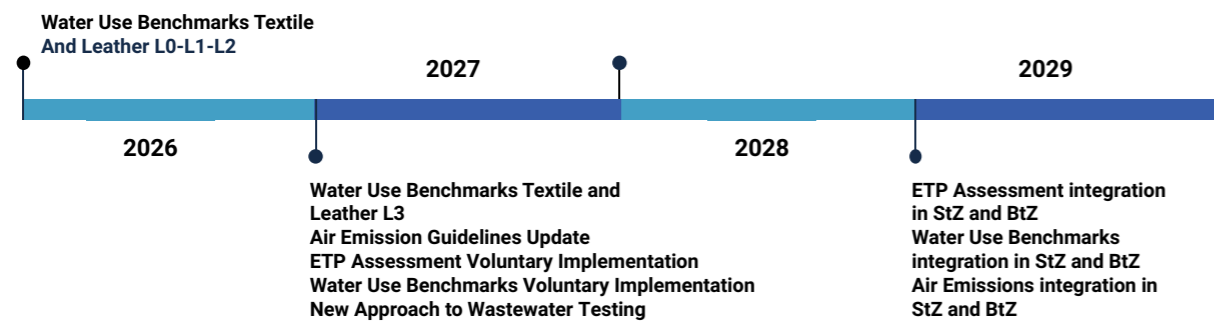 Water Use Benchmarks Textile
And Leather L0-L1-L2
2027
2029
2026
2028
Water Use Benchmarks Textile and
Leather L3
Air Emission Guidelines Update
ETP Assessment Voluntary Implementation
Water Use Benchmarks Voluntary Implementation
New Approach to Wastewater Testing
ETP Assessment integration
in StZ and BtZ
Water Use Benchmarks
integration in StZ and BtZ
Air Emissions integration in
StZ and BtZ